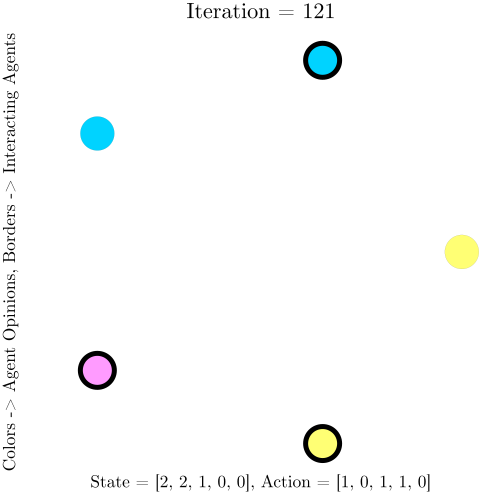 Iteration = 121
Colors -> Agent Opinions, Borders -> Interacting Agents
State = [2, 2, 1, 0, 0], Action = [1, 0, 1, 1, 0]